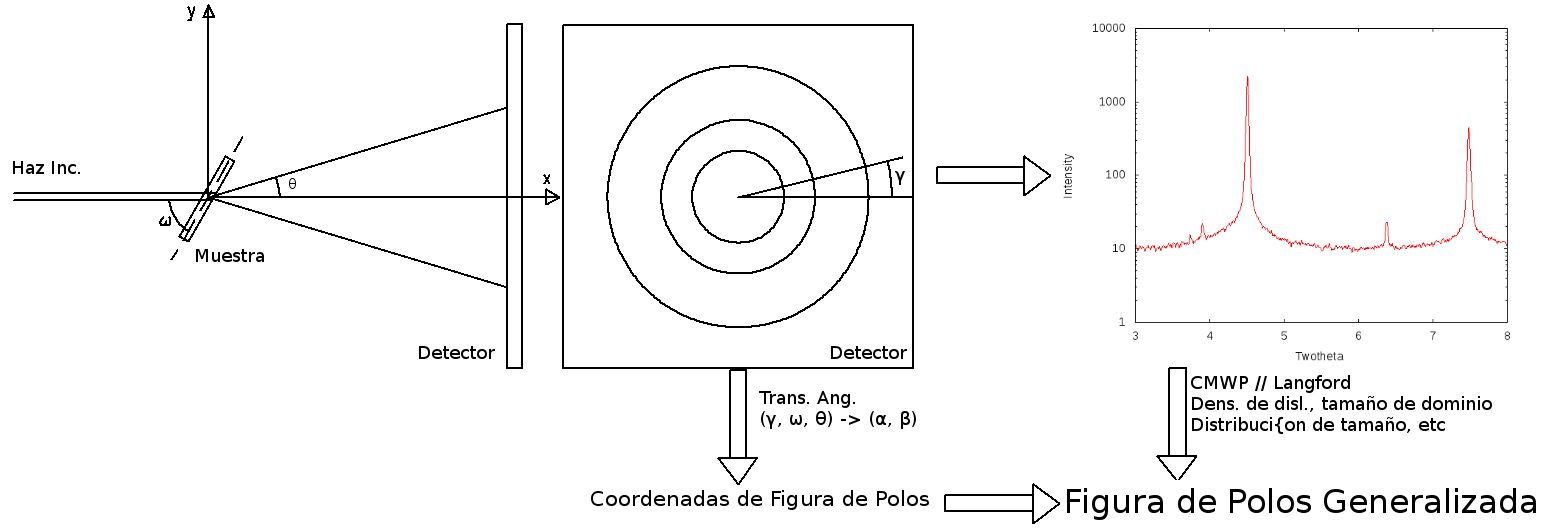 y
Haz Inc.
θ
x
ω
Muestra
Detector
γ
Detector
10000
1000
100
10
1
Intensity
3 4 5 6 7 8
Twotheta
Trans. Ang.
(γ, ω, θ) -> (α, β)
CMWP // Langford
Dens. de disl., tamaño de dominio
Distribuci{on de tamaño, etc
Coordenadas de Figura de Polos
Figura de Polos Generalizada